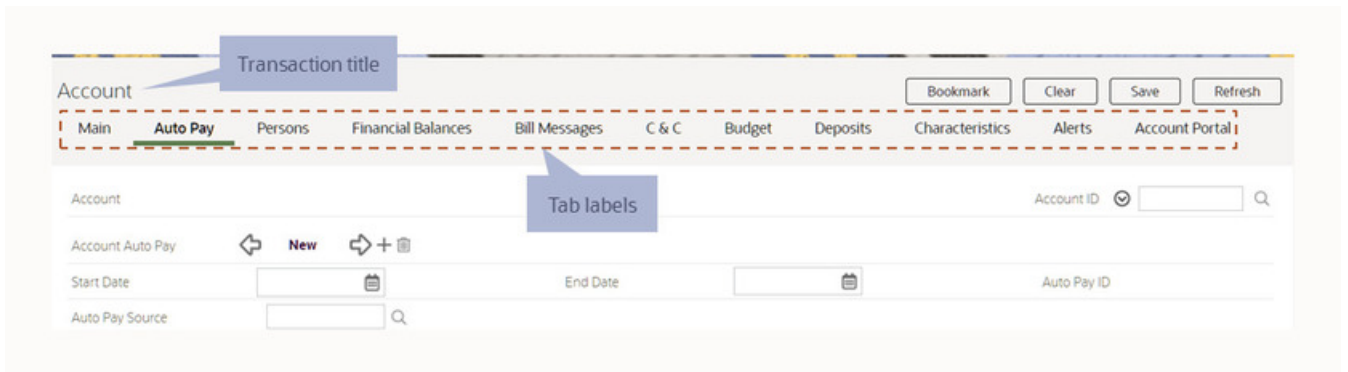 Transaction title
Account
Bookmark Clear Save Refresh
Main Auto Pay Persons Financial Balances Bill Messages C & C Budget Deposits Characteristics Alerts Account Portal
Tab labels
Account Account ID
Account Auto Pay New
Start Date End Date Auto Pay ID
Auto Pay Source